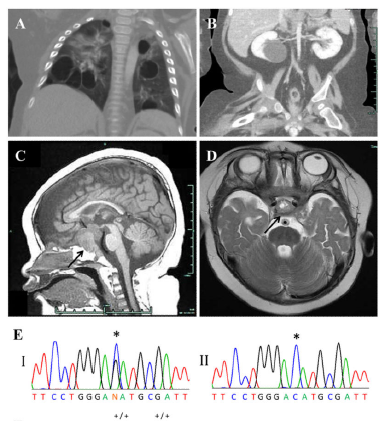 A
B
C
D
E
I
*
II
*
TTCCTGGGANATGCGATT
TTCCTGGGACATGCGATT
+/+ +/+